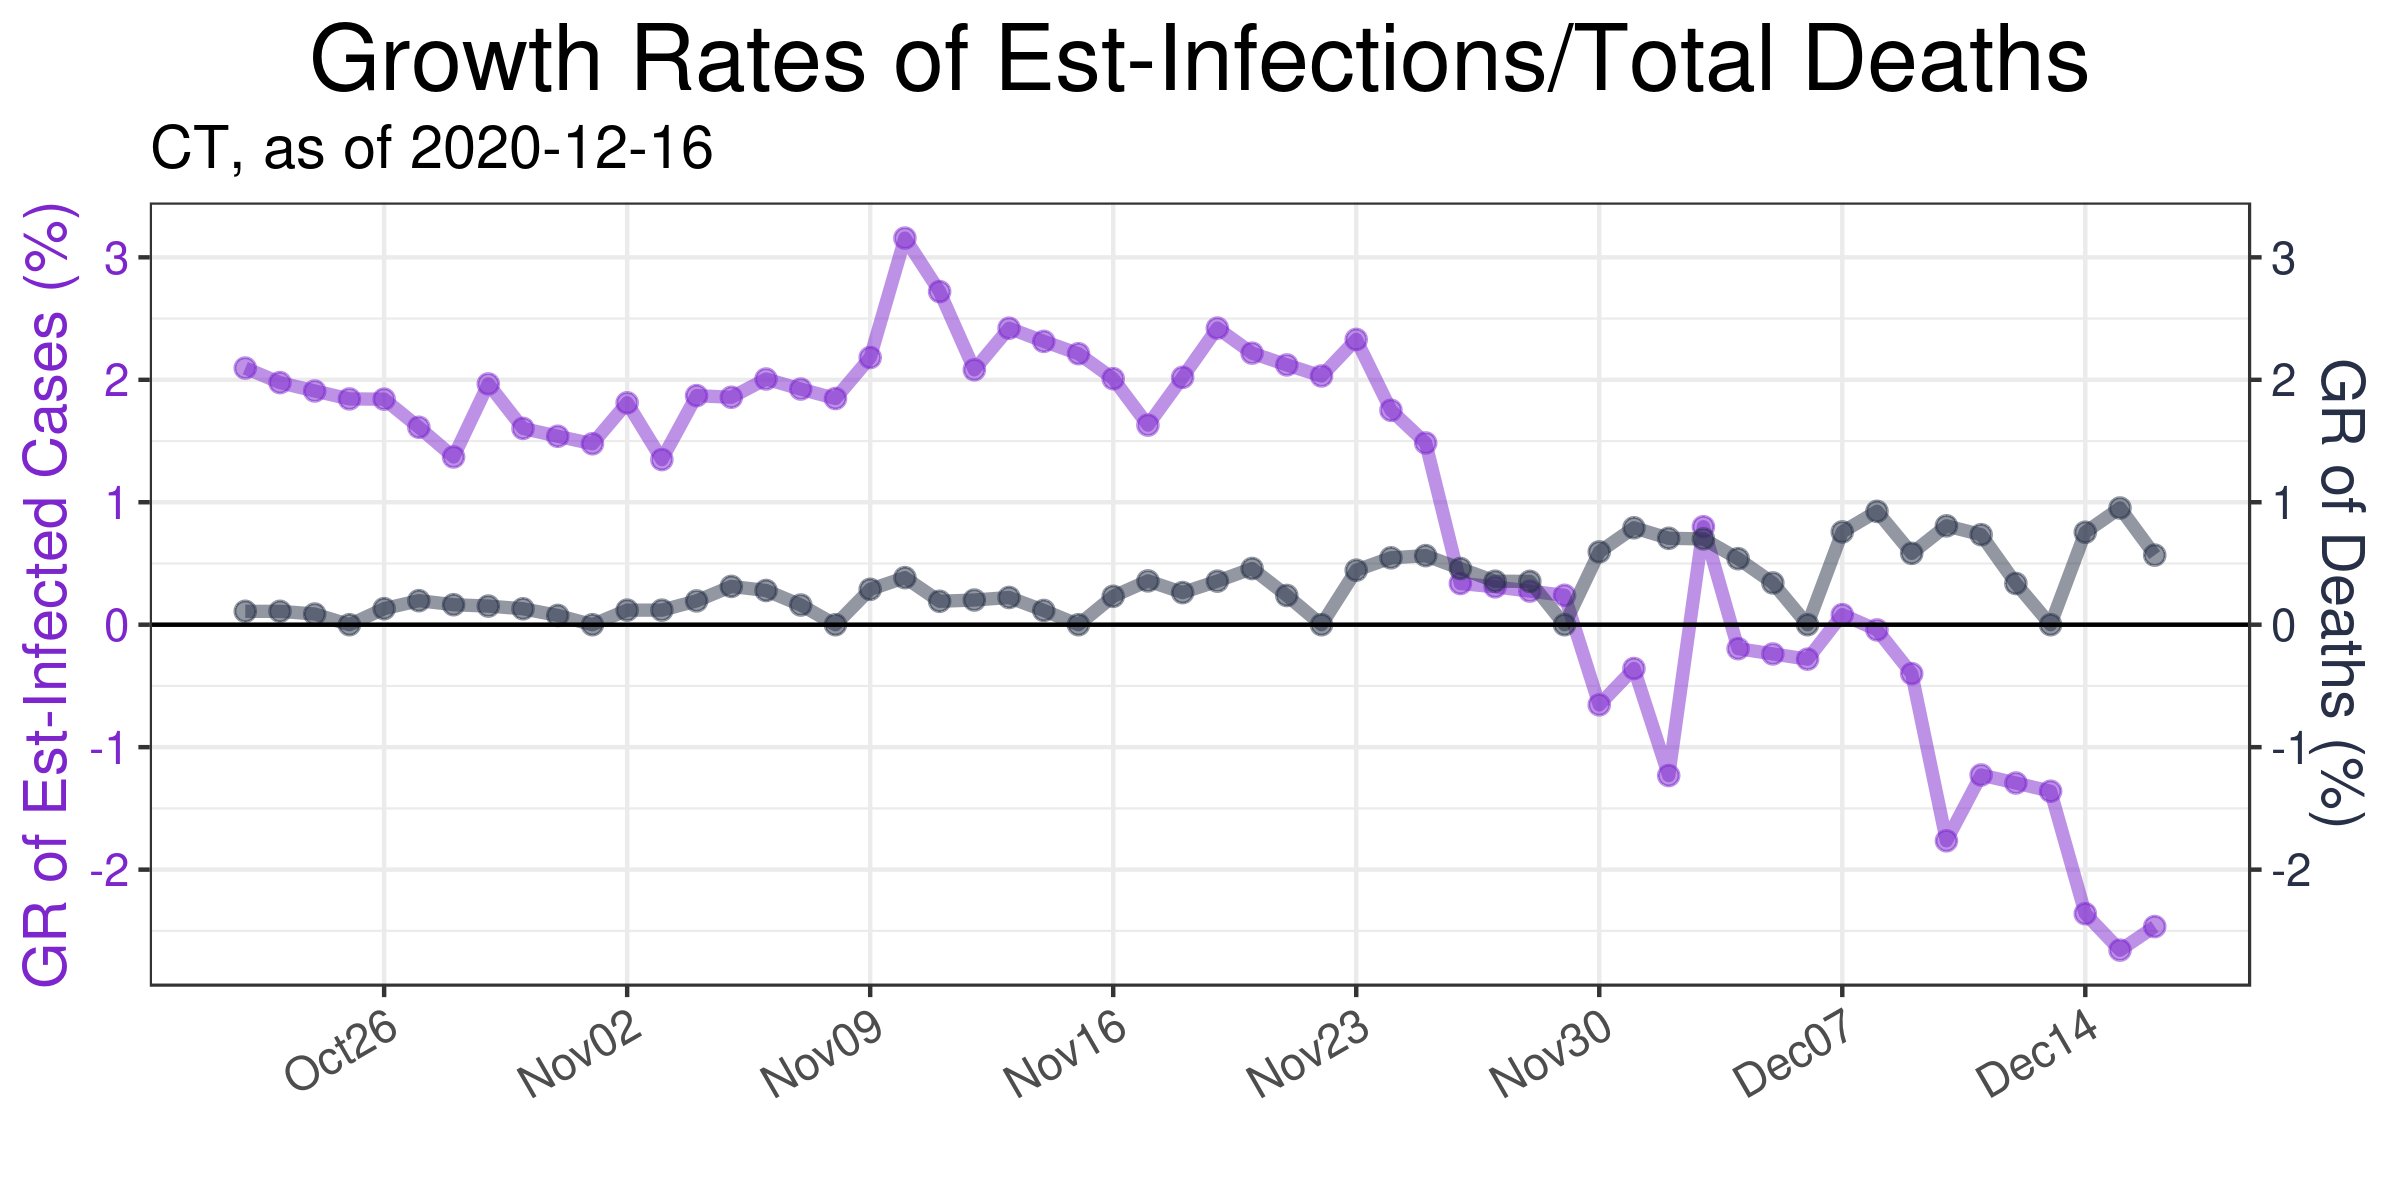 Growth Rates of Est-Infections/Total Deaths
CT, as of 2020-12-16
GR of Est-Infected Cases (%)
3
2
1
0
-1
-2
3
2
1
0
-1
-2
GR of Deaths (%)
Oct26
Nov02
Nov09
Nov16
Nov23
Nov30
Dec07
Dec14